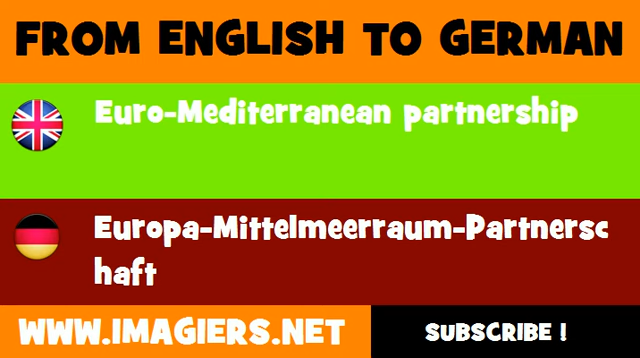 FROM ENGLISH TO GERMAN
Euro-Mediterranean partnership
Europa-Mittelmeerraum-Partnersc
haft
WWW.IMAGIERS.NET
SUBSCRIBE !